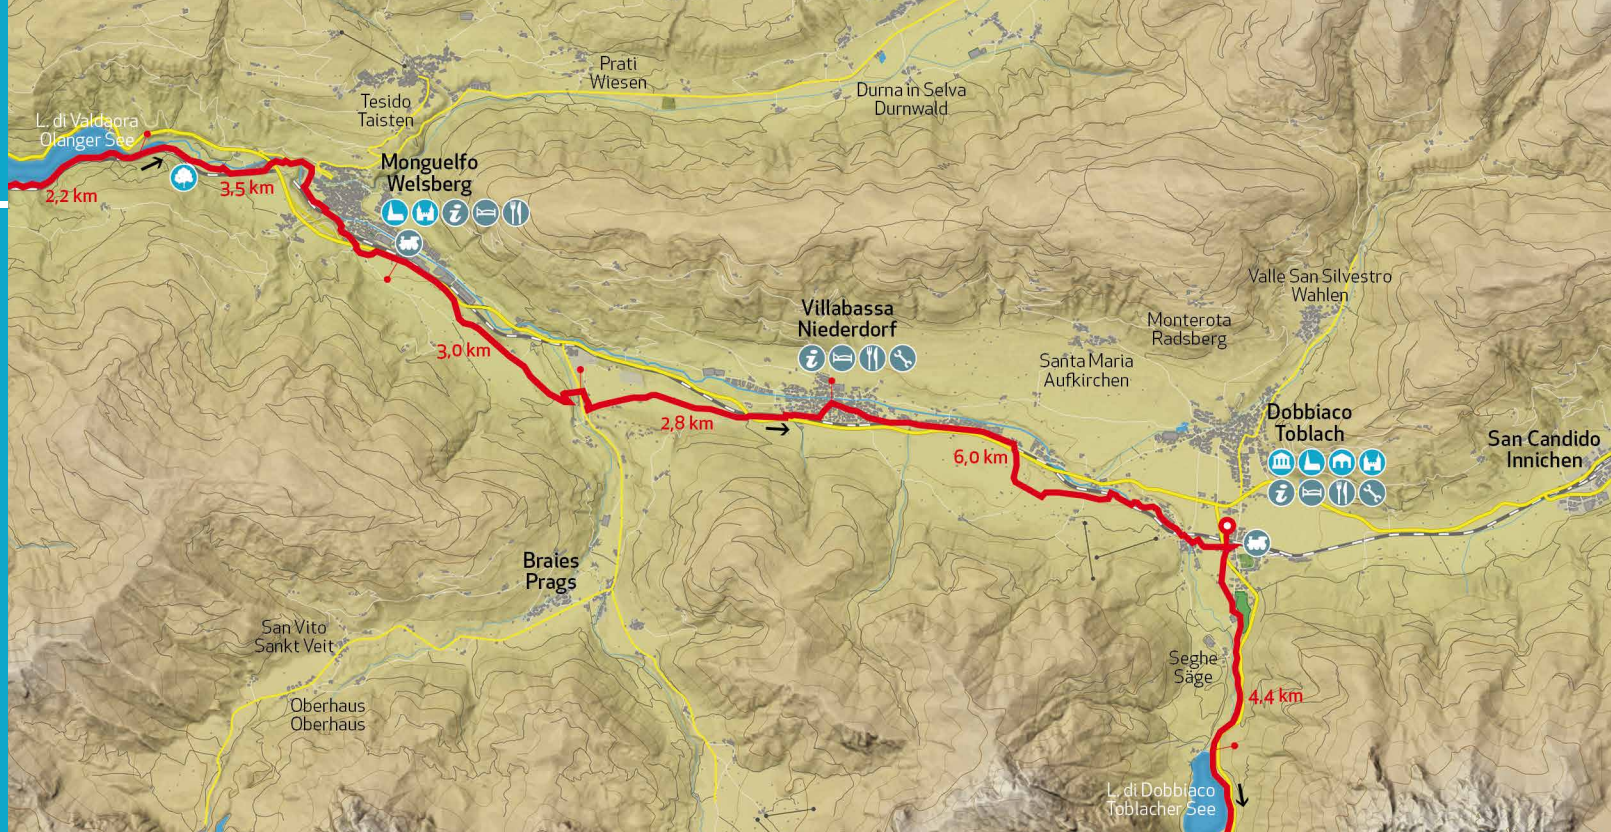 Prati
Wiesen
Durna in Selva
Durnwald
Tesido
Taisten
L. di Valdaora
Olanger See
Monguelfo
Welsberg
2,2 km
3,5 km
Valle San Silvestro
Wahlen
Villabassa
Niederdorf
Monterota
Radsberg
3,0 km
Santa Maria
Aufkirchen
2,8 km
Dobbiaco
Toblach
6,0 km
San Candido
Innichen
Braies
Prags
San Vito
Sankt Veit
Seghe
Säge
4,4 km
Oberhaus
Oberhaus
L. di Dobbiaco
Toblacher See